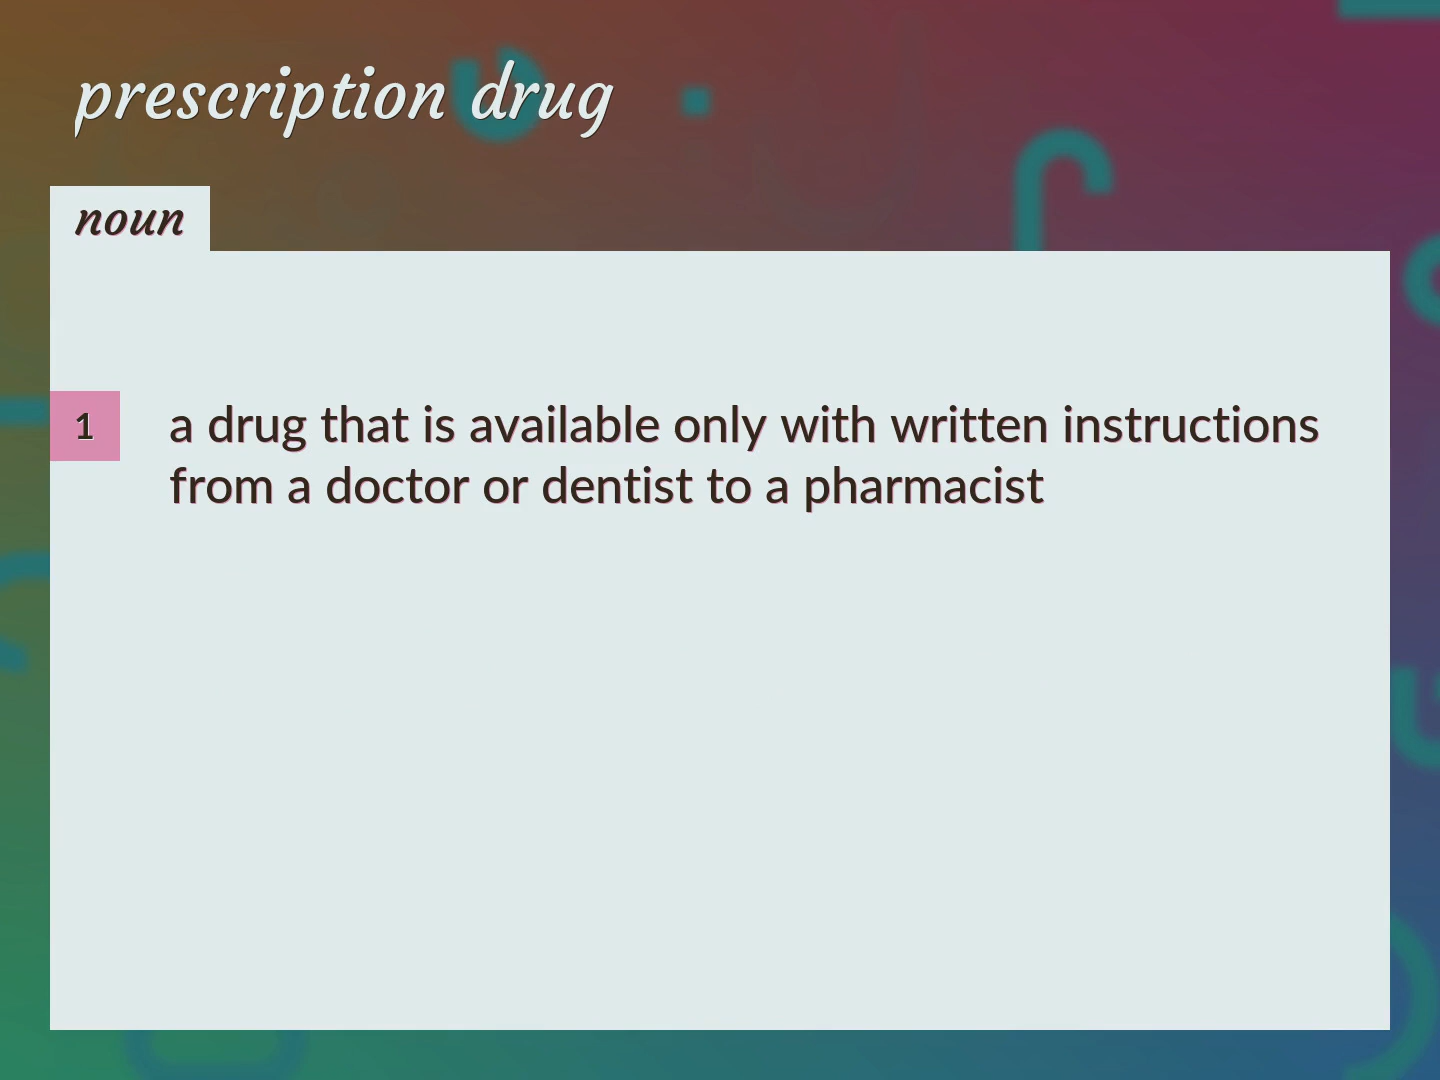 prescription drug
noun
1 a drug that is available only with written instructions
from a doctor or dentist to a pharmacist